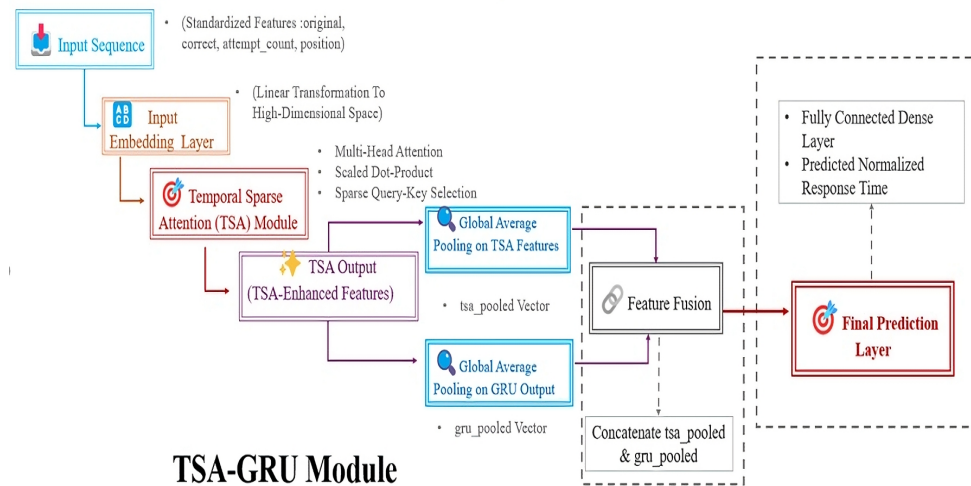 Input Sequence
• (Standardized Features :original,
correct, attempt_count, position)
AB
CD
Input
Embedding Layer
• (Linear Transformation To
High-Dimensional Space)
Temporal Sparse
Attention (TSA) Module
• Multi-Head Attention
• Scaled Dot-Product
• Sparse Query-Key Selection
TSA Output
(TSA-Enhanced Features)
Global Average
Pooling on TSA Features
• tsa_pooled Vector
Global Average
Pooling on GRU Output
• gru_pooled Vector
Feature Fusion
Concatenate tsa_pooled
& gru_pooled
• Fully Connected Dense
Layer
• Predicted Normalized
Response Time
Final Prediction
Layer
TSA-GRU Module